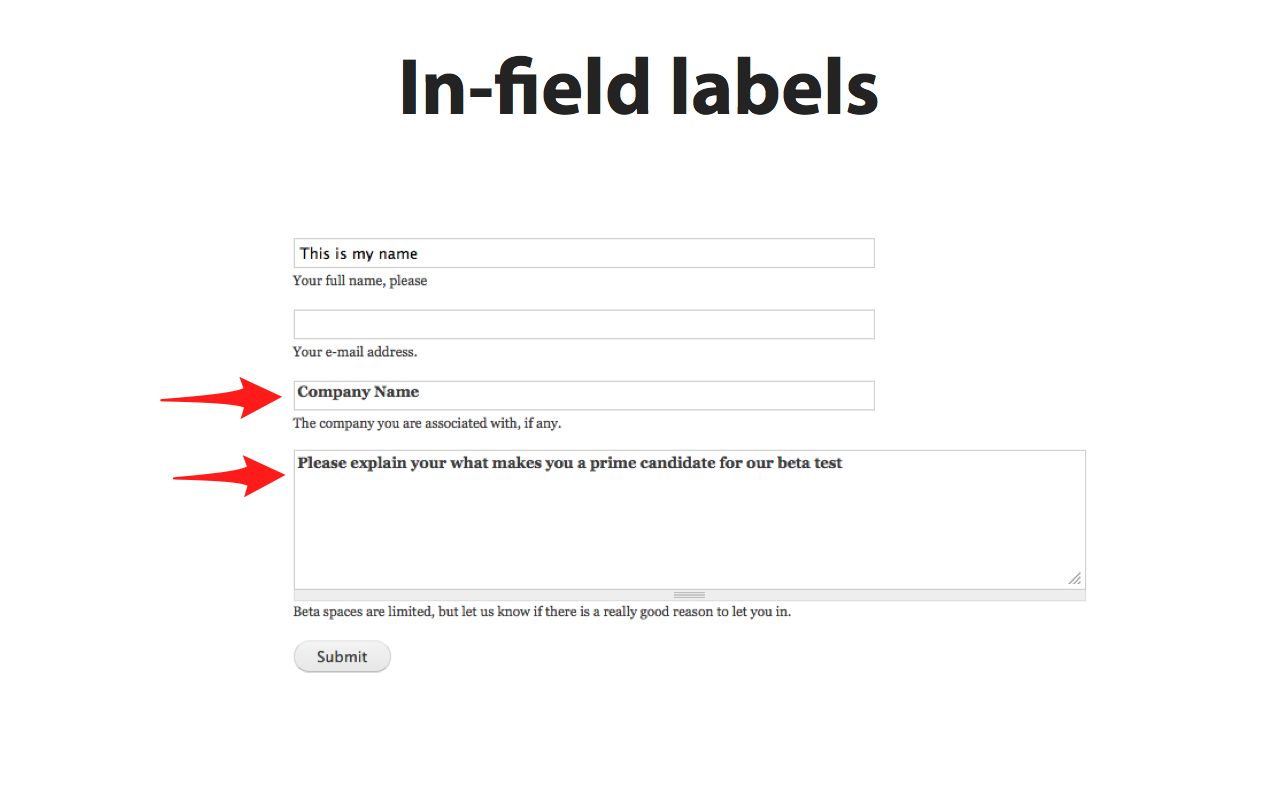 In-field labels
This is my name
Your full name, please
Your e-mail address.
Company Name
The company you are associated with, if any.
Please explain your what makes you a prime candidate for our beta test
Beta spaces are limited, but let us know if there is a really good reason to let you in.
Submit